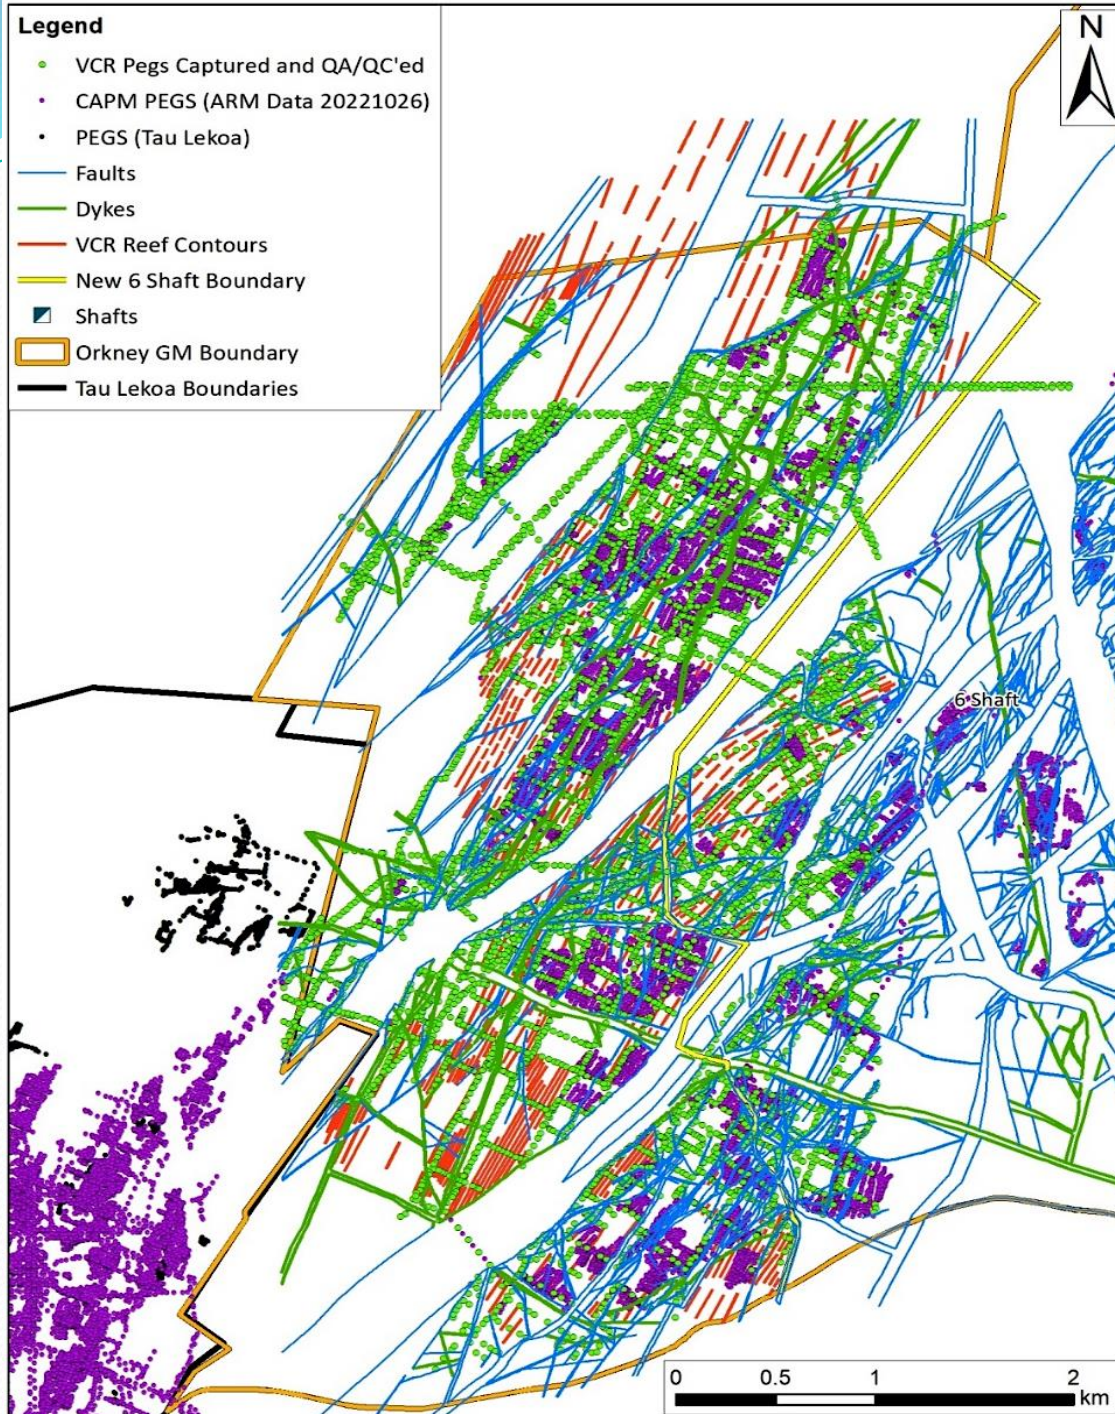 Legend
VCR Pegs Captured and QA/QC'ed
CAPM PEGS (ARM Data 20221026)
PEGS (Tau Lekoa)
Faults
Dykes
VCR Reef Contours
New 6 Shaft Boundary
Shafts
Orkney GM Boundary
Tau Lekoa Boundaries
N
6 Shaft
0 0.5 1 2
km